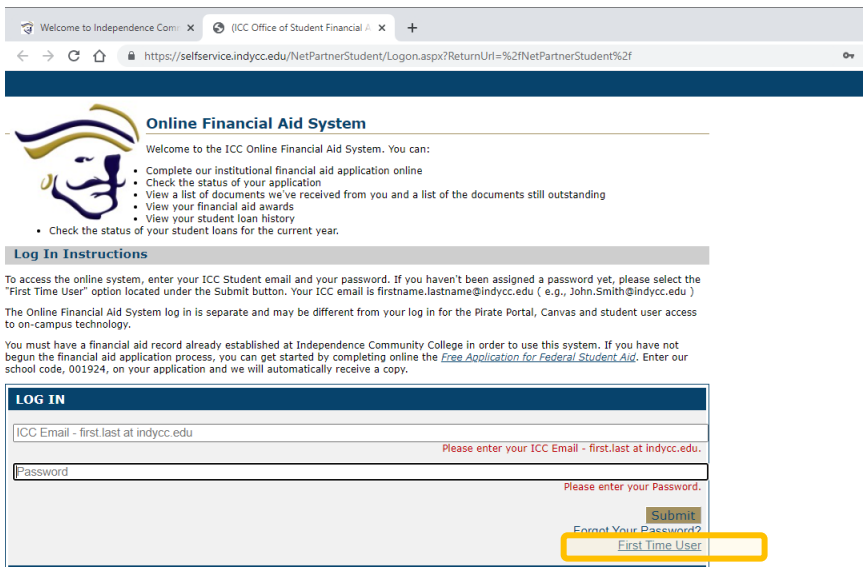 Welcome to Independence Com
(ICC Office of Student Financial A
https://selfservice.indycc.edu/NetPartnerStudent/Logon.aspx?ReturnUrl=%2fNetPartnerStudent%2f
Online Financial Aid System
Welcome to the ICC Online Financial Aid System. You can:
• Complete our institutional financial aid application online
• Check the status of your application
• View a list of documents we've received from you and a list of the documents still outstanding
• View your financial aid awards
• View your student loan history
• Check the status of your student loans for the current year.
Log In Instructions
To access the online system, enter your ICC Student email and your password. If you haven't been assigned a password yet, please select the
"First Time User" option located under the Submit button. Your ICC email is firstname.lastname@indycc.edu ( e.g., John.Smith@indycc.edu )
The Online Financial Aid System log in is separate and may be different from your log in for the Pirate Portal, Canvas and student user access
to on-campus technology.
You must have a financial aid record already established at Independence Community College in order to use this system. If you have not
begun the financial aid application process, you can get started by completing online the Free Application for Federal Student Aid. Enter our
school code, 001924, on your application and we will automatically receive a copy.
LOG IN
ICC Email - first.last at indycc.edu
Please enter your ICC Email - first.last at indycc.edu.
Password
Please enter your Password.
Submit
Forgot Your Password?
First Time User